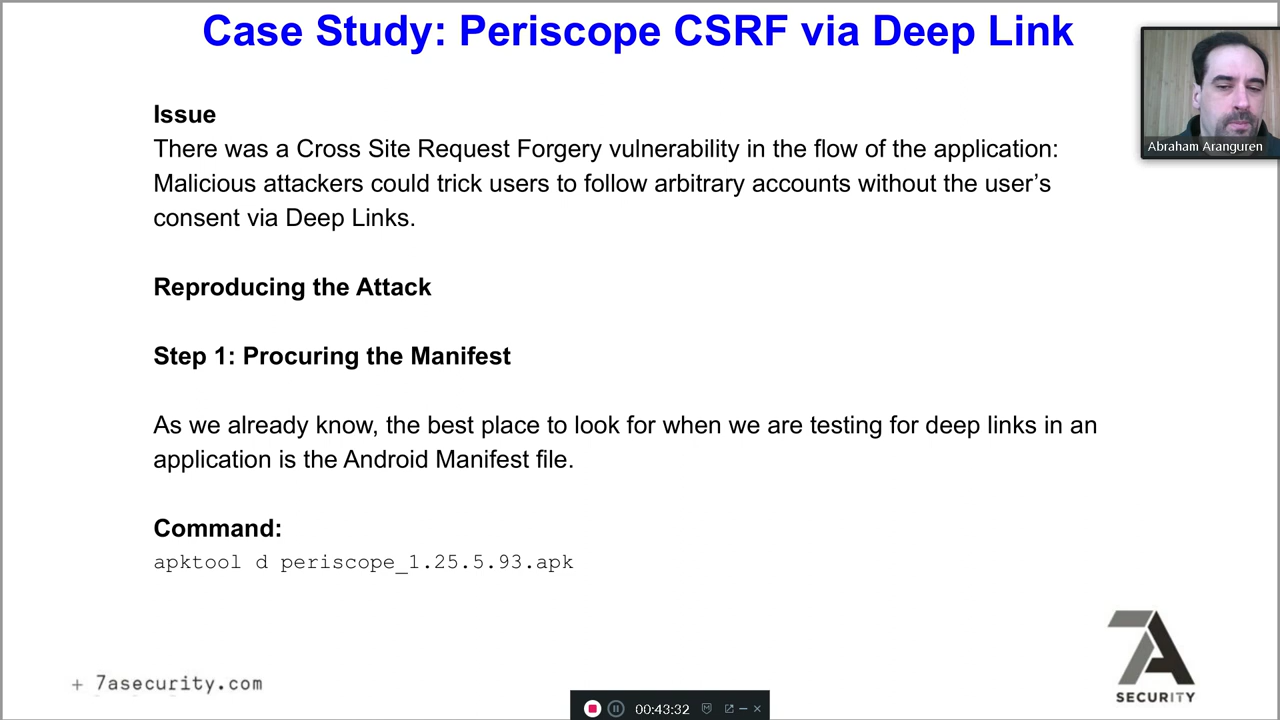 Case Study: Periscope CSRF via Deep Link
Abraham Aranguren
Issue
There was a Cross Site Request Forgery vulnerability in the flow of the application:
Malicious attackers could trick users to follow arbitrary accounts without the user's
consent via Deep Links.
Reproducing the Attack
Step 1: Procuring the Manifest
As we already know, the best place to look for when we are testing for deep links in an
application is the Android Manifest file.
Command:
apktool d periscope_1.25.5.93.apk
+ 7asecurity.com
7A
SECURITY
00:43:32